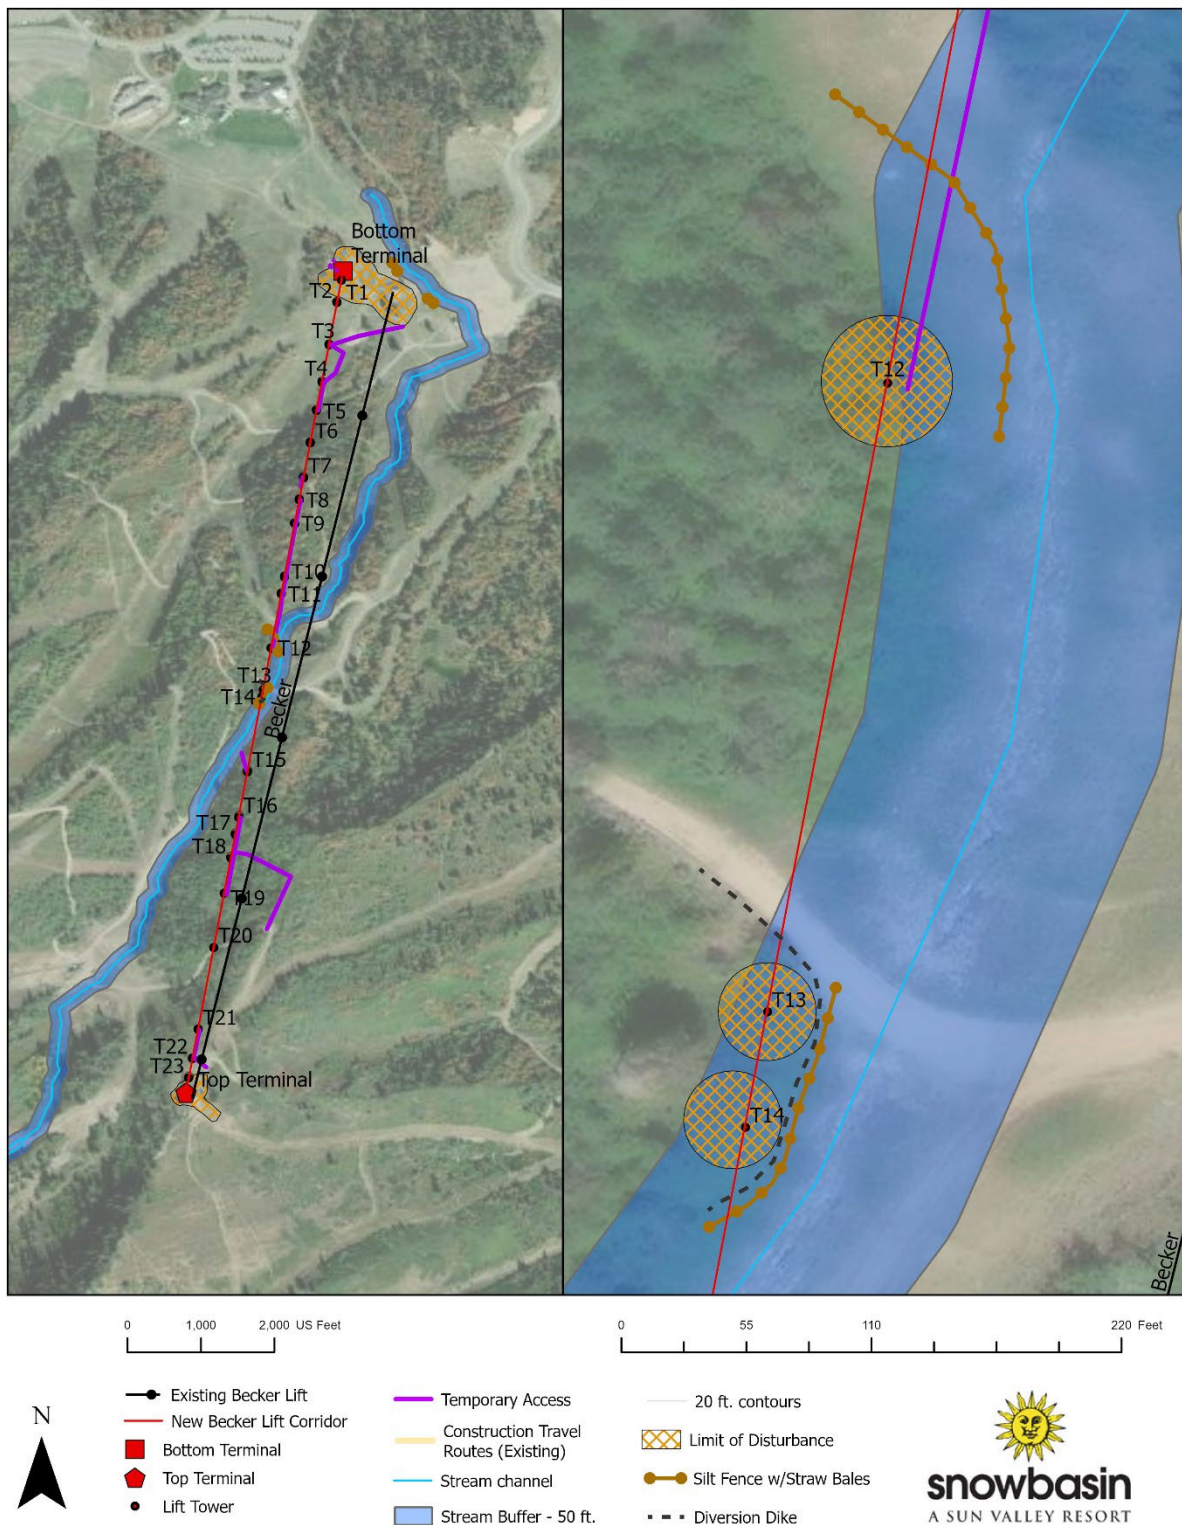 Bottom
Terminal
T1
T2
T3
T4
T5
T6
T7
T8
T9
T10
T11
T12
T13
T14
Becker
T15
T16
T17
T18
T19
T20
T21
T22
T23
Top Terminal
T12
T13
T14
Becker
0 1,000 2,000 US Feet
0 55 110 220 Feet
N
Existing Becker Lift
New Becker Lift Corridor
Bottom Terminal
Top Terminal
Lift Tower
Temporary Access
Construction Travel
Routes (Existing)
Stream channel
Stream Buffer - 50 ft.
20 ft. contours
Limit of Disturbance
Silt Fence w/Straw Bales
Diversion Dike
snowbasin
A SUN VALLEY RESORT